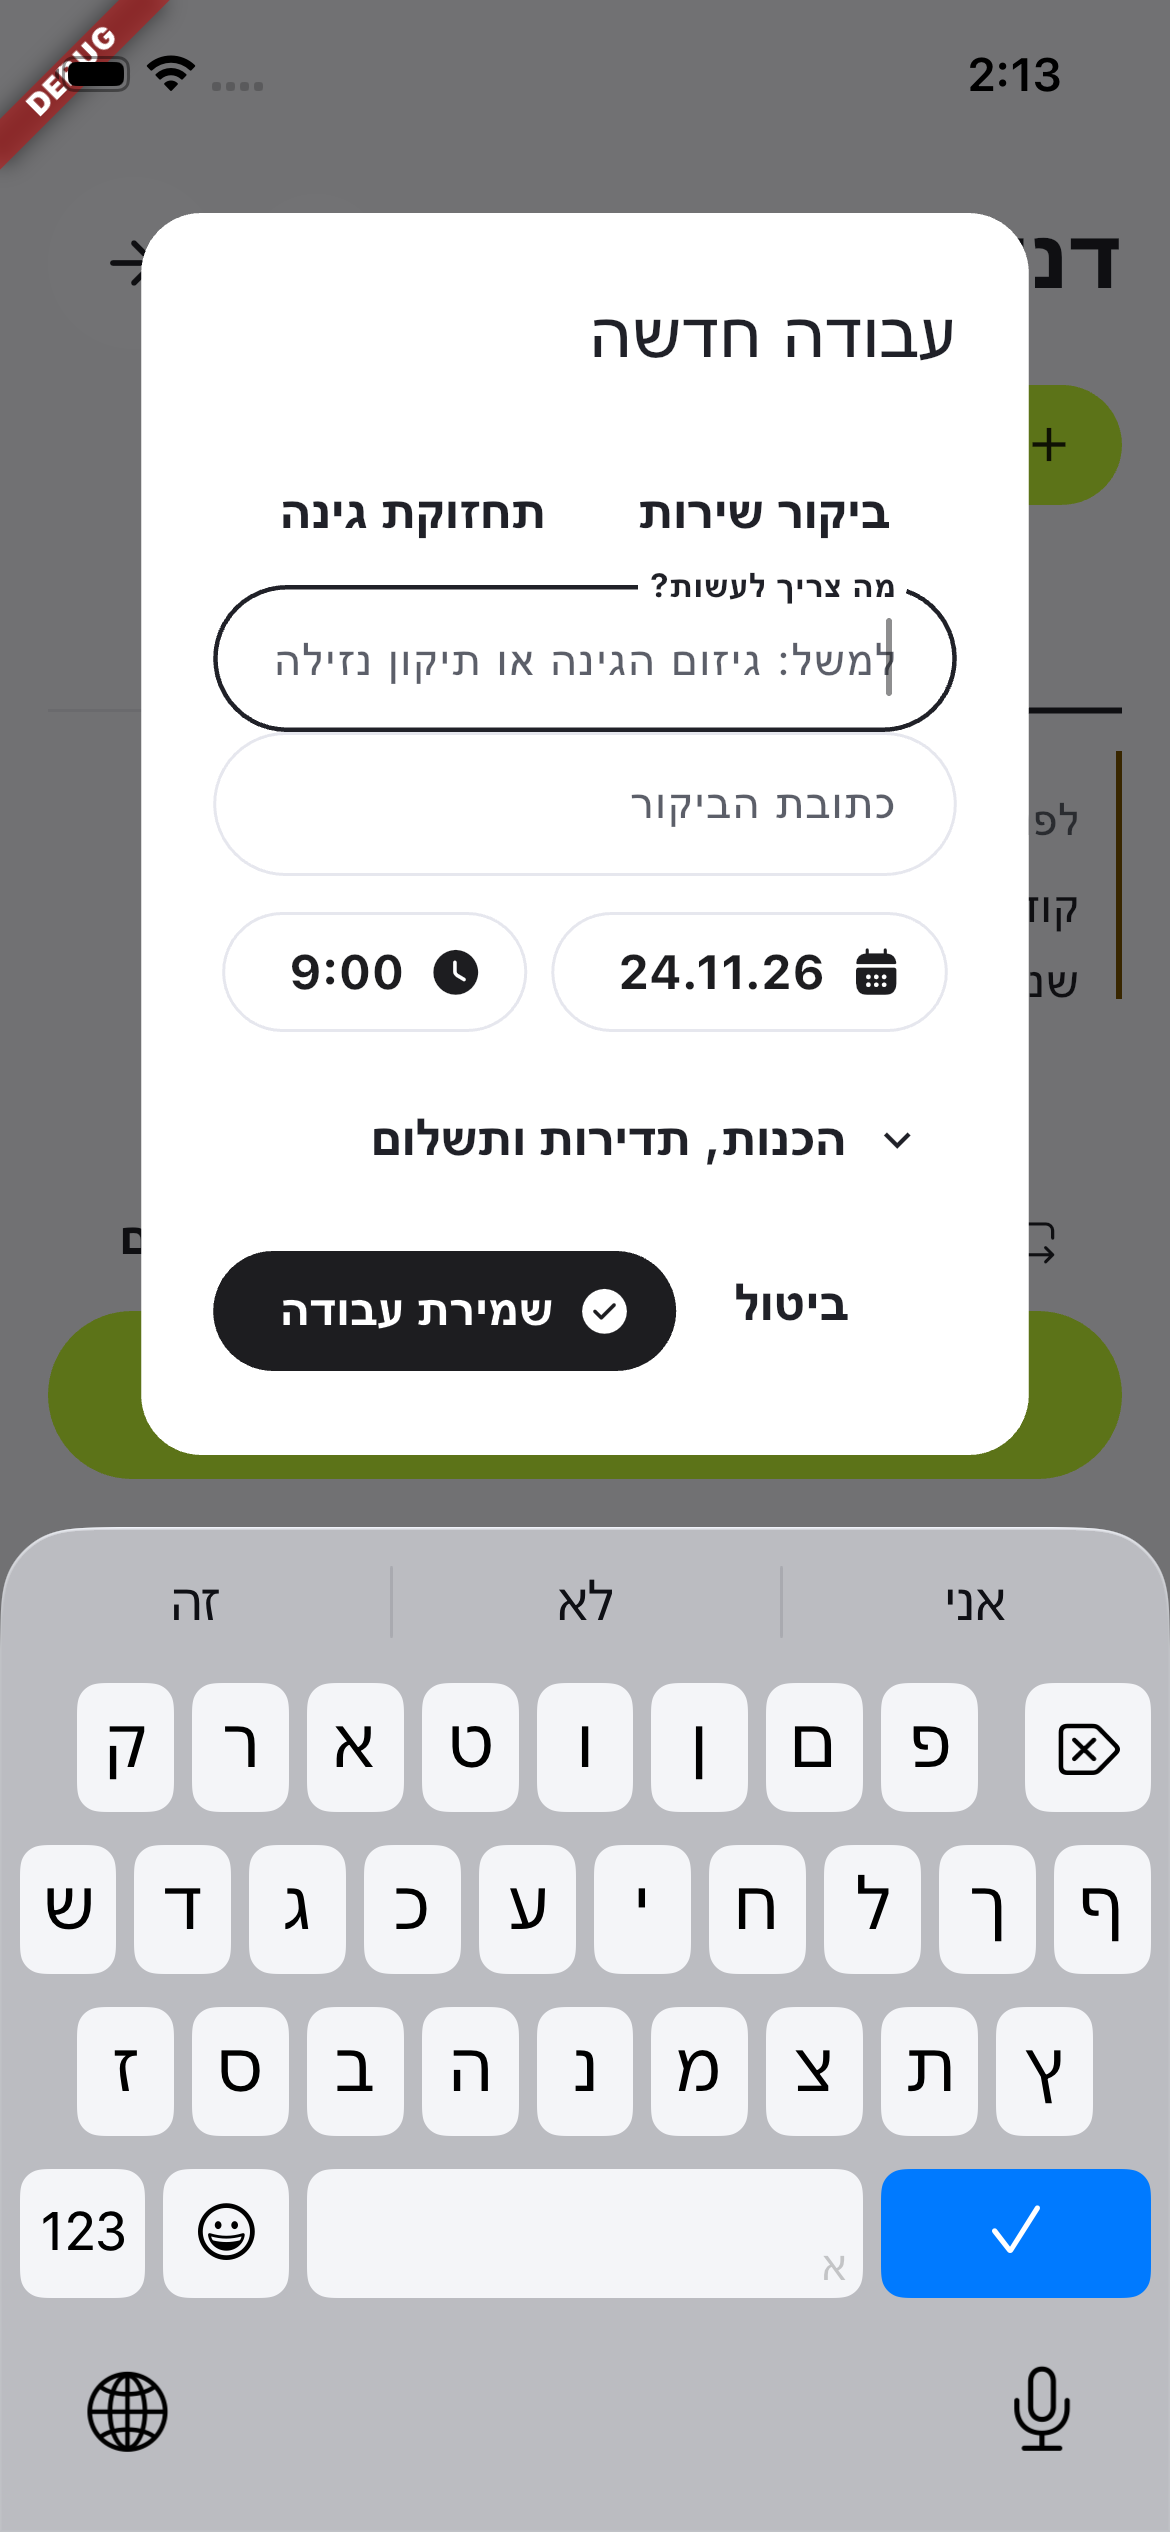 DEBUG
2:13
עבודה חדשה
ביקור שירות
תחזוקת גינה
מה צריך לעשות?
למשל: גיזום הגינה או תיקון נזילה
כתובת הביקור
24.11.26
9:00
הכנות, תדירות ותשלום
ביטול
שמירת עבודה
אני
לא
זה
ק ר א ט ו ן ם פ
ש ד ג כ ע י ח ל ך ף
ז ס ב ה נ מ צ ת ץ
123
א